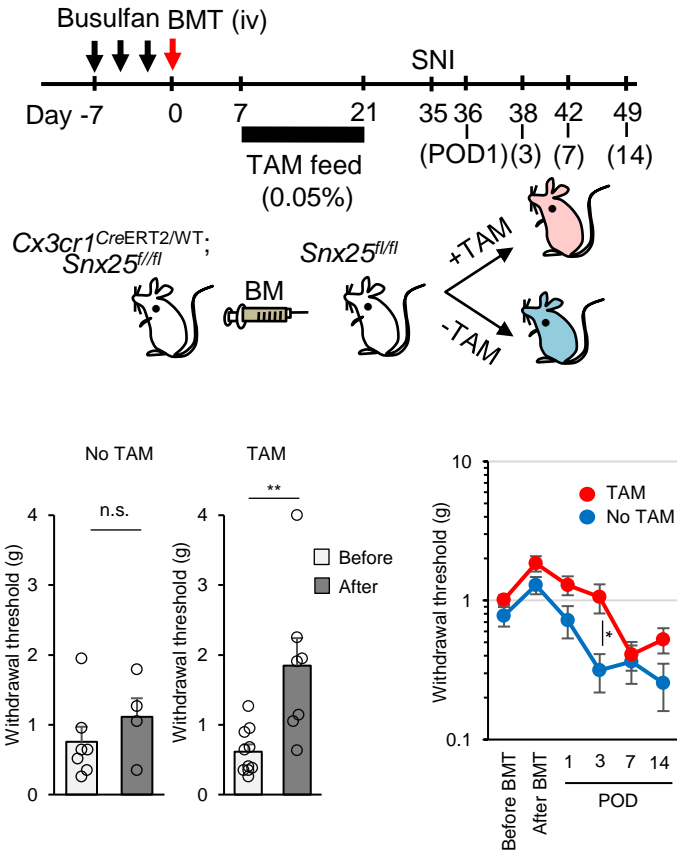 Busulfan BMT (iv)
SNI
Day -7 0 7 21 35 36 38 42 49
(POD1) (3) (7) (14)
TAM feed
(0.05%)
Cx3cr1CreERT2/WT;
Snx25f//fl
BM
Snx25fl/fl
+TAM
-TAM
No TAM
TAM
n.s.
**
Withdrawal threshold (g)
4
3
2
1
0
Withdrawal threshold (g)
4
3
2
1
0
Before
After
Withdrawal threshold (g)
10
1
0.1
TAM
No TAM
*
Before BMT
After BMT
1 3 7 14
POD